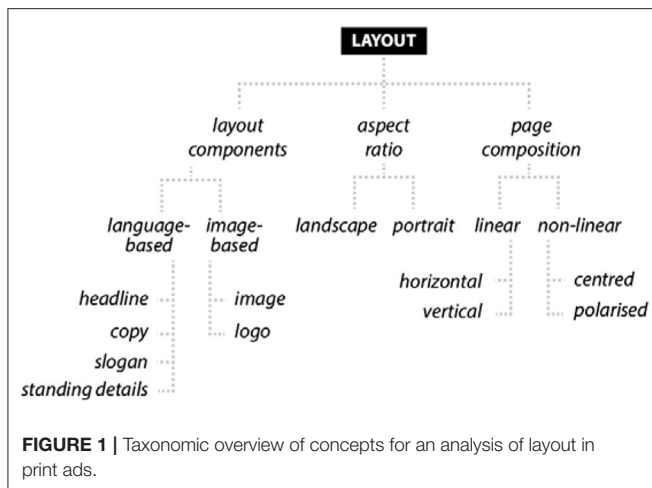 LAYOUT
layout components
aspect ratio
page composition
language-based
image-based
landscape
portrait
linear
non-linear
headline
copy
slogan
standing details
image
logo
horizontal
vertical
centred
polarised
FIGURE 1 | Taxonomic overview of concepts for an analysis of layout in
print ads.